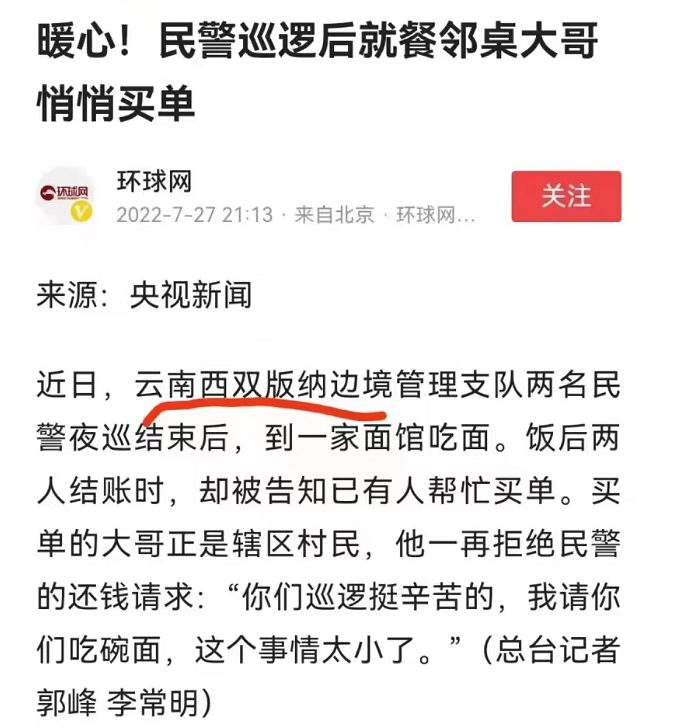 暖心！民警巡逻后就餐邻桌大哥
悄悄买单
环球网
环球网
关注
2022-7-27 21:13 · 来自北京 · 环球网...
来源：央视新闻
近日，云南西双版纳边境管理支队两名民
警夜巡结束后，到一家面馆吃面。饭后两
人结账时，却被告知已有人帮忙买单。买
单的大哥正是辖区村民，他一再拒绝民警
的还钱请求：“你们巡逻挺辛苦的，我请你
们吃碗面，这个事情太小了。”（总台记者
郭峰 李常明）